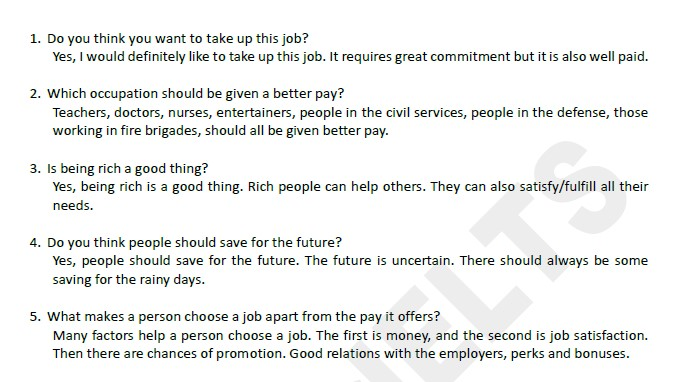 1. Do you think you want to take up this job?
Yes, I would definitely like to take up this job. It requires great commitment but it is also well paid.
2. Which occupation should be given a better pay?
Teachers, doctors, nurses, entertainers, people in the civil services, people in the defense, those
working in fire brigades, should all be given better pay.
3. Is being rich a good thing?
Yes, being rich is a good thing. Rich people can help others. They can also satisfy/fulfill all their
needs.
4. Do you think people should save for the future?
Yes, people should save for the future. The future is uncertain. There should always be some
saving for the rainy days.
5. What makes a person choose a job apart from the pay it offers?
Many factors help a person choose a job. The first is money, and the second is job satisfaction.
Then there are chances of promotion. Good relations with the employers, perks and bonuses.
IELTS